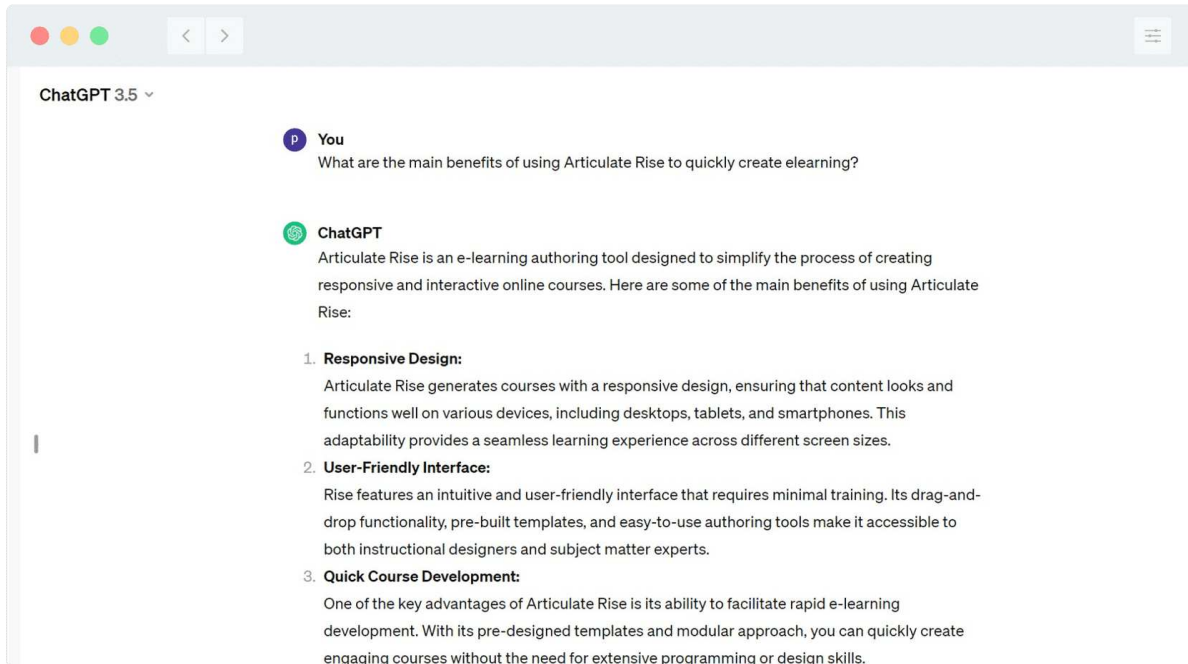 ChatGPT 3.5
P
You
What are the main benefits of using Articulate Rise to quickly create elearning?
ChatGPT
Articulate Rise is an e-learning authoring tool designed to simplify the process of creating
responsive and interactive online courses. Here are some of the main benefits of using Articulate
Rise:
1. Responsive Design:
Articulate Rise generates courses with a responsive design, ensuring that content looks and
functions well on various devices, including desktops, tablets, and smartphones. This
adaptability provides a seamless learning experience across different screen sizes.
2. User-Friendly Interface:
Rise features an intuitive and user-friendly interface that requires minimal training. Its drag-and-
drop functionality, pre-built templates, and easy-to-use authoring tools make it accessible to
both instructional designers and subject matter experts.
3. Quick Course Development:
One of the key advantages of Articulate Rise is its ability to facilitate rapid e-learning
development. With its pre-designed templates and modular approach, you can quickly create
engaging courses without the need for extensive programming or design skills.